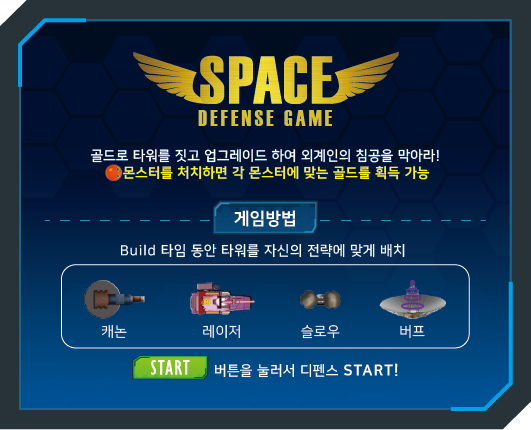 SPACE
DEFENSE GAME
골드로 타워를 짓고 업그레이드 하여 외계인의 침공을 막아라!
몬스터를 처치하면 각 몬스터에 맞는 골드를 획득 가능
게임방법
Build 타임 동안 타워를 자신의 전략에 맞게 배치
캐논 레이저 슬로우 버프
START 버튼을 눌러서 디펜스 START!